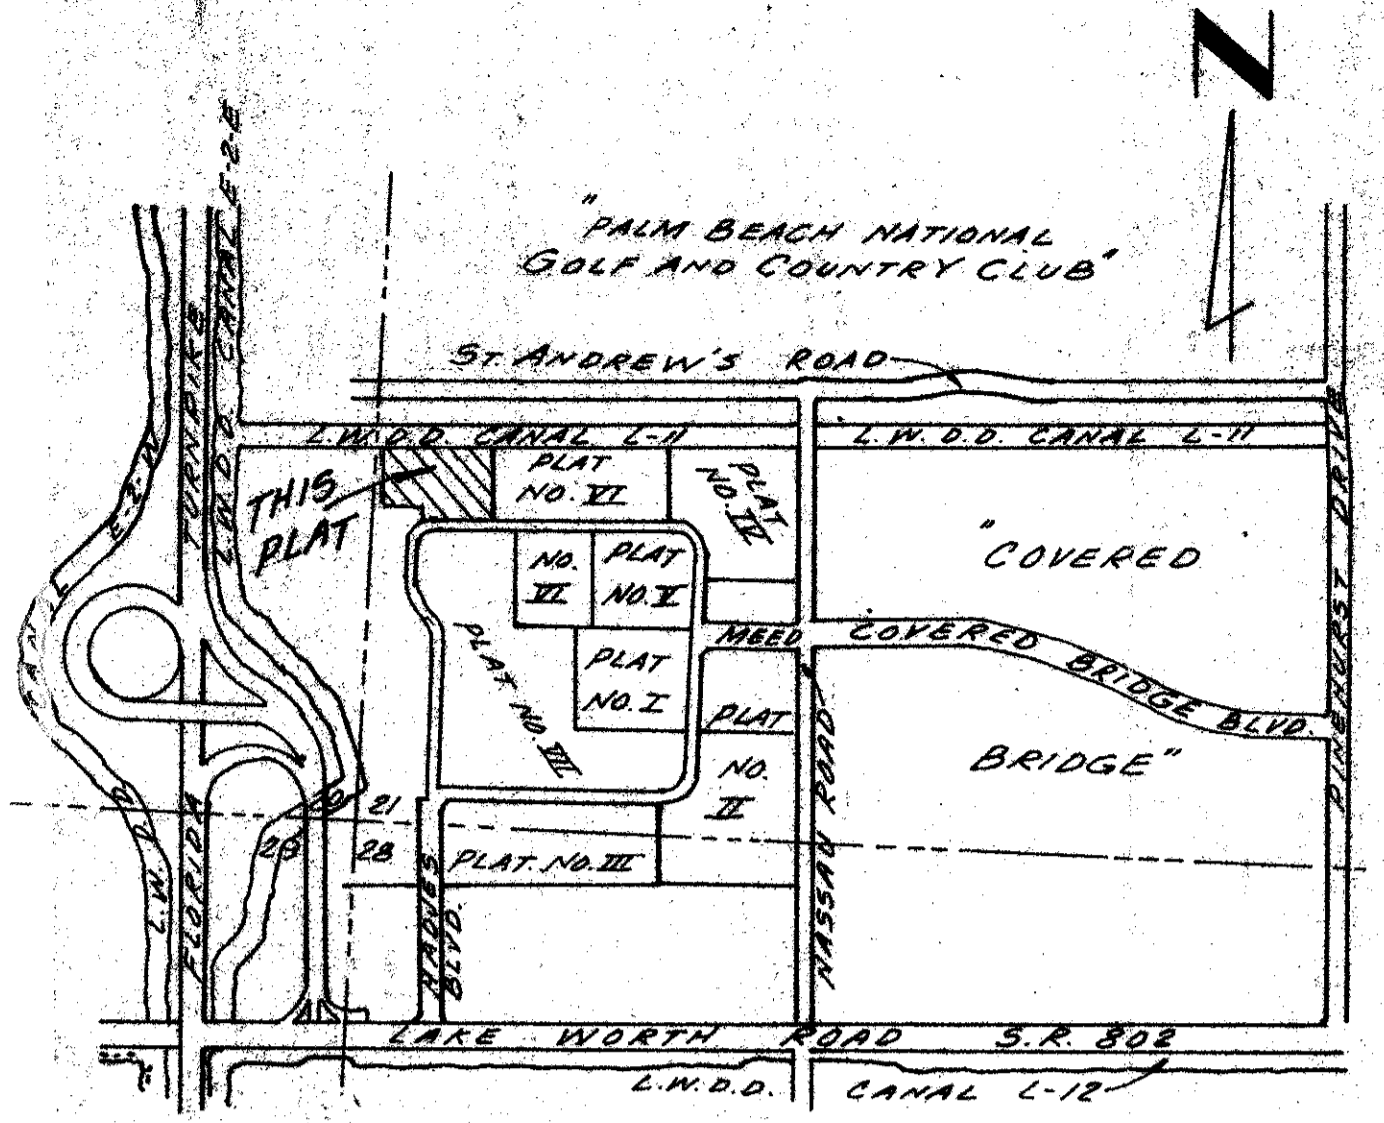 N
"PALM BEACH NATIONAL
GOLF AND COUNTRY CLUB"
ST. ANDREW'S ROAD
L.W.D.D. CANAL L-11
L.W.D.D. CANAL L-11
L.W.D.D. CANAL E-2-E
FLORIDA TURNPIKE
L.W.D.D. CANAL E-2-W
THIS
PLAT
PLAT
NO. VI
PLAT
NO. IV
NO.
VI
PLAT
NO. V
PLAT NO. VII
PLAT
NO. I
MEED
COVERED BRIDGE BLVD.
"COVERED
BRIDGE"
PINEHURST DRIVE
PLAT
NO.
II
NASSAU ROAD
20
21
29
28
PLAT. NO. III
HADJES
BLVD.
LAKE WORTH ROAD S.R. 802
L.W.D.D. CANAL L-12